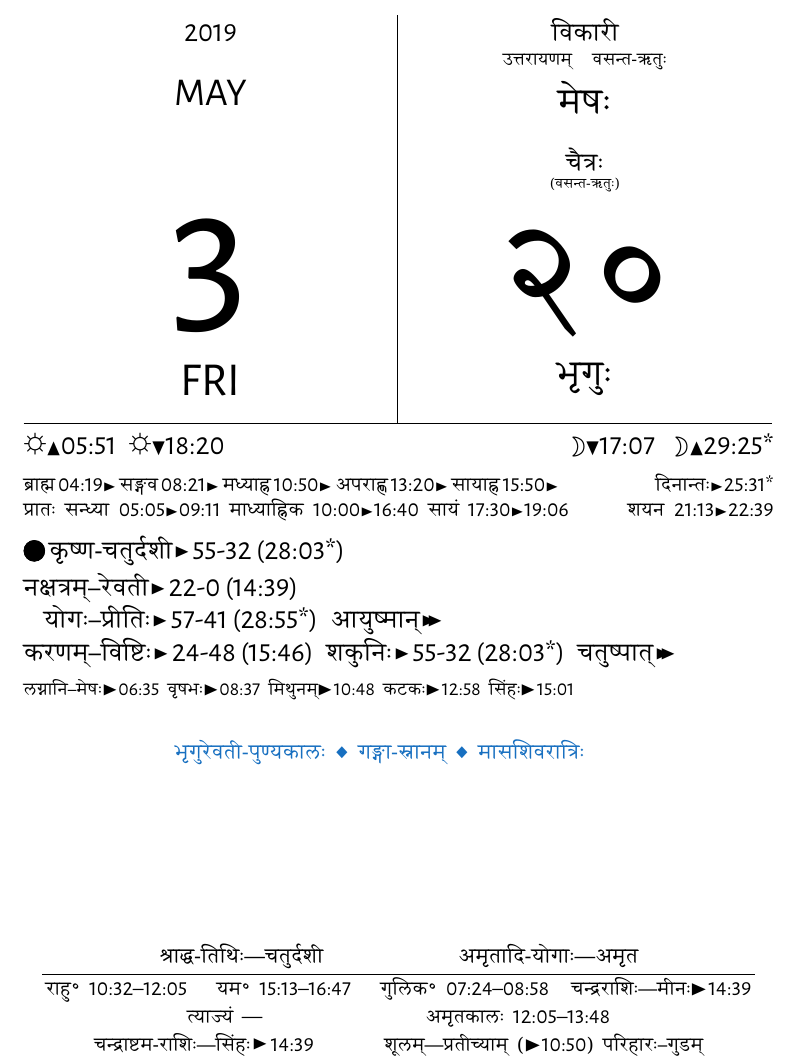 2019
MAY
3
FRI
विकारी
उत्तरायणम् वसन्त-ऋतुः
मेषः
चैत्रः
(वसन्त-ऋतुः)
२०
भृगुः
☼▲05:51 ☼▼18:20 ☽▼17:07 ☽▲29:25*
ब्राह्म 04:19► सङ्गव 08:21► मध्याह्न 10:50► अपराह्ण 13:20► सायाह्न 15:50► दिनान्तः►25:31*
प्रातः सन्ध्या 05:05►09:11 माध्याह्निक 10:00►16:40 सायं 17:30►19:06 शयन 21:13►22:39
●कृष्ण-चतुर्दशी►55-32 (28:03*)
नक्षत्रम्–रेवती►22-0 (14:39)
योगः–प्रीतिः►57-41 (28:55*) आयुष्मान्►►
करणम्–विष्टिः►24-48 (15:46) शकुनिः►55-32 (28:03*) चतुष्पात्►►
लग्नानि–मेषः►06:35 वृषभः►08:37 मिथुनम्►10:48 कटकः►12:58 सिंहः►15:01
भृगुरेवती-पुण्यकालः ◆ गङ्गा-स्नानम् ◆ मासशिवरात्रिः
श्राद्ध-तिथिः—चतुर्दशी अमृतादि-योगाः—अमृत
राहु॰ 10:32–12:05 यम॰ 15:13–16:47 गुलिक॰ 07:24–08:58 चन्द्रराशिः—मीनः►14:39
त्याज्यं — अमृतकालः 12:05–13:48
चन्द्राष्टम-राशिः—सिंहः►14:39 शूलम्—प्रतीच्याम् (►10:50) परिहारः–गुडम्